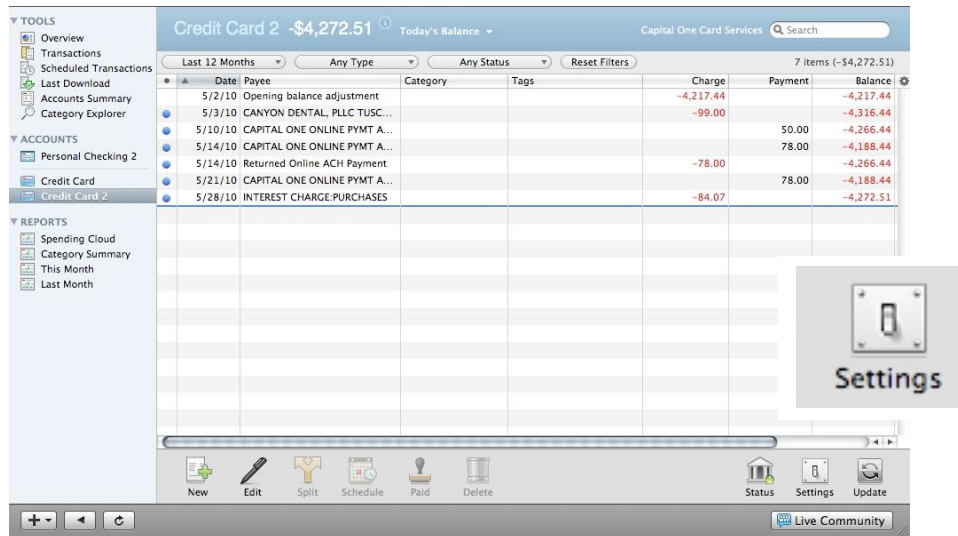 TOOLS
Overview
Transactions
Scheduled Transactions
Last Download
Accounts Summary
Category Explorer
ACCOUNTS
Personal Checking 2
Credit Card
Credit Card 2
REPORTS
Spending Cloud
Category Summary
This Month
Last Month
Credit Card 2 -$4,272.51 Today's Balance Capital One Card Services Search
Last 12 Months Any Type Any Status Reset Filters 7 items (-$4,272.51)
Date Payee Category Tags Charge Payment Balance
5/2/10 Opening balance adjustment -4,217.44 -4,217.44
5/3/10 CANYON DENTAL, PLLC TUSC... -99.00 -4,316.44
5/10/10 CAPITAL ONE ONLINE PYMT A... 50.00 -4,266.44
5/14/10 CAPITAL ONE ONLINE PYMT A... 78.00 -4,188.44
5/14/10 Returned Online ACH Payment -78.00 -4,266.44
5/21/10 CAPITAL ONE ONLINE PYMT A... 78.00 -4,188.44
5/28/10 INTEREST CHARGE:PURCHASES -84.07 -4,272.51
Settings
New Edit Split Schedule Paid Delete Status Settings Update
Live Community